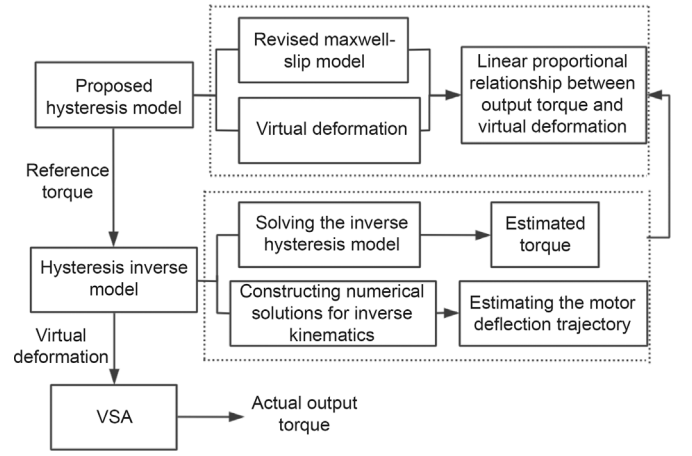 Revised maxwell-
slip model
Proposed
hysteresis model
Virtual deformation
Linear proportional
relationship between
output torque and
virtual deformation
Reference
torque
Hysteresis inverse
model
Solving the inverse
hysteresis model
Estimated
torque
Constructing numerical
solutions for inverse
kinematics
Estimating the motor
deflection trajectory
Virtual
deformation
VSA
Actual output
torque